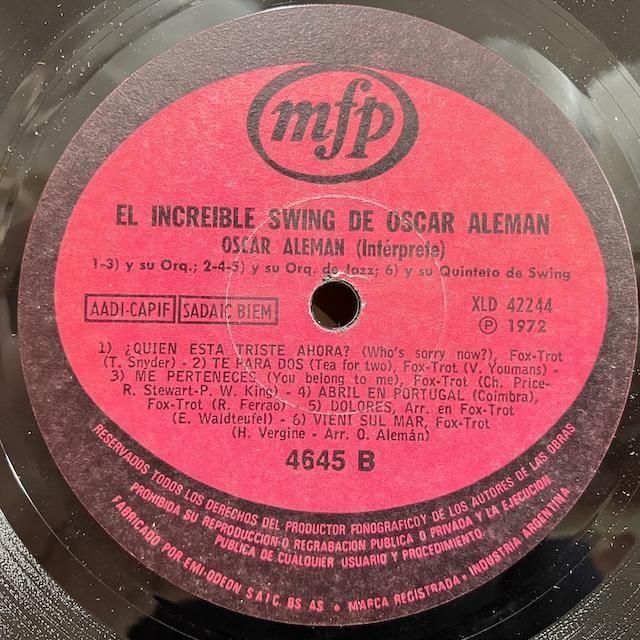 mfp
EL INCREIBLE SWING DE OSCAR ALEMAN
OSCAR ALEMAN (Intérprete)
1-3) y su Orq.; 2-4-5) y su Orq. de Jazz; 6) y su Quinteto de Swing
AADI-CAPIF SADAIC BIEM
XLD 42244
Ⓟ 1972
1) ¿QUIEN ESTA TRISTE AHORA? (Who's sorry now?), Fox-Trot
(T. Snyder) - 2) TE PARA DOS (Tea for two), Fox-Trot (V. Youmans) -
3) ME PERTENECES (You belong to me), Fox-Trot (Ch. Price-
R. Stewart-P. W. King) - 4) ABRIL EN PORTUGAL (Coimbra),
Fox-Trot (R. Ferrao) - 5) DOLORES, Arr. en Fox-Trot
(E. Waldteufel) - 6) VIENI SUL MAR, Fox-Trot
(H. Vergine - Arr. O. Alemán)
4645 B
RESERVADOS TODOS LOS DERECHOS DEL PRODUCTOR FONOGRAFICOY DE LOS AUTORES DE LAS OBRAS
PROHIBIDA SU REPRODUCCION O REGRABACION PUBLICA O PRIVADA Y LA EJECUCION
PUBLICA DE CUALQUIER USUARIO Y PROCEDIMIENTO.
FABRICADO POR EMI-ODEON S.A.I.C. BS. AS. • MARCA REGISTRADA • INDUSTRIA ARGENTINA